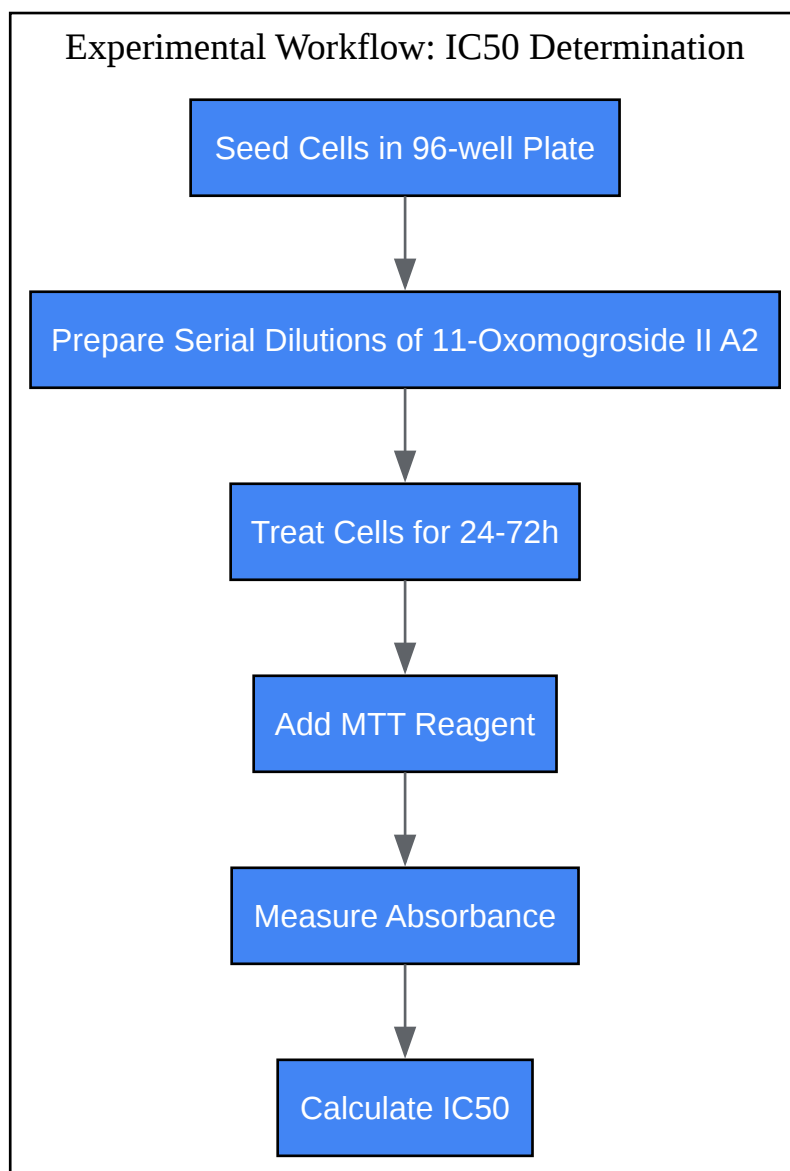 Experimental Workflow: IC50 Determination
Seed Cells in 96-well Plate
Prepare Serial Dilutions of 11-Oxomogroside II A2
Treat Cells for 24-72h
Add MTT Reagent
Measure Absorbance
Calculate IC50